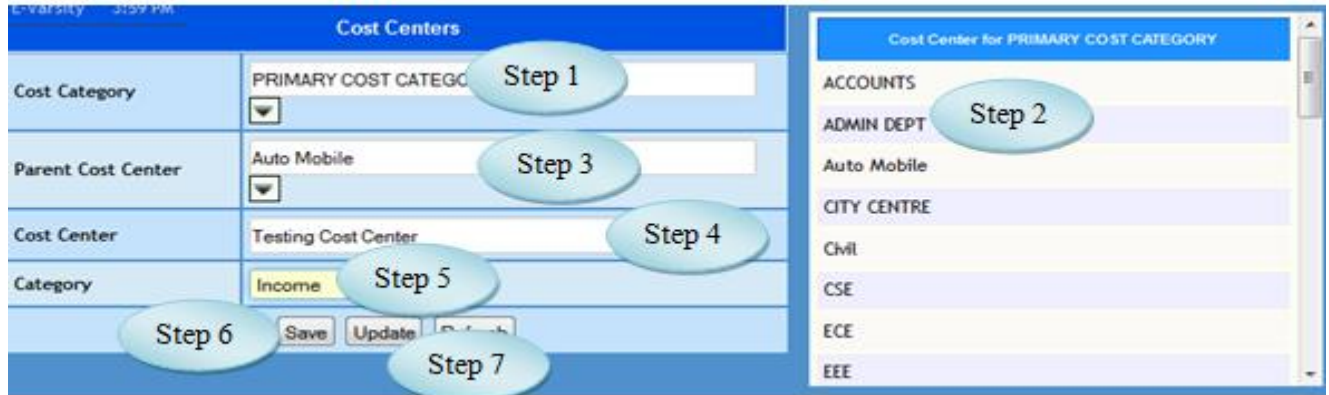 E-Varsity 3:59 PM
Cost Centers
Cost Category
PRIMARY COST CATEGO
Step 1
Parent Cost Center
Auto Mobile
Step 3
Cost Center
Testing Cost Center
Step 4
Category
Income
Step 5
Step 6
Save Update Refresh
Step 7
Cost Center for PRIMARY COST CATEGORY
ACCOUNTS
Step 2
ADMIN DEPT
Auto Mobile
CITY CENTRE
Civil
CSE
ECE
EEE